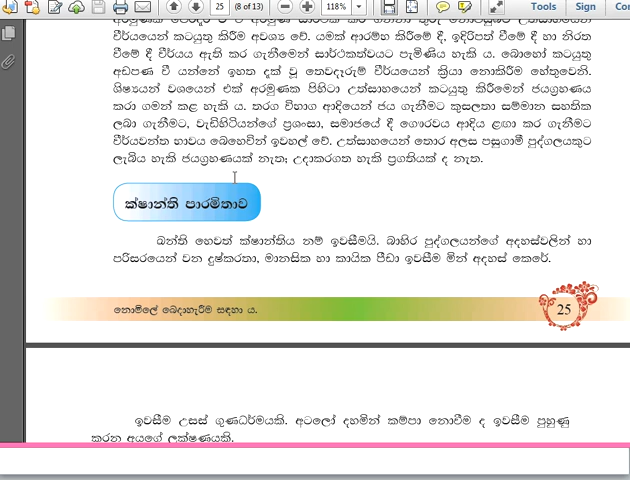 25 (8 of 13) 118% Tools Sign Comment
වීර්යයෙන් කටයුතු කිරීම අවශ්‍ය වේ. යමක් ආරම්භ කිරීමේ දී, ඉදිරිපත් වීමේ දී හා නිරත
වීමේ දී වීර්යය ඇති කර ගැනීමෙන් සාර්ථකත්වයට පැමිණිය හැකි ය. බොහෝ කටයුතු
අඩපණ වී යන්නේ ඉහත දැක් වූ තෙවදෑරුම් වීර්යයෙන් ක්‍රියා නොකිරීම හේතුවෙනි.
ශිෂ්‍යයන් වශයෙන් එක් අරමුණක පිහිටා උත්සාහයෙන් කටයුතු කිරීමෙන් ජයග්‍රහණය
කරා ගමන් කළ හැකි ය. තරග විභාග ආදියෙන් ජය ගැනීමට කුසලතා සම්මාන සහතික
ලබා ගැනීමට, වැඩිහිටියන්ගේ ප්‍රශංසා, සමාජයේ දී ගෞරවය ආදිය ළඟා කර ගැනීමට
වීර්යවන්ත භාවය බෙහෙවින් ඉවහල් වේ. උත්සාහයෙන් තොර අලස පසුගාමී පුද්ගලයකුට
ලැබිය හැකි ජයග්‍රහණයක් නැත; උදාකරගත හැකි ප්‍රගතියක් ද නැත.
ක්ෂාන්ති පාරමිතාව
ඛන්ති හෙවත් ක්ෂාන්තිය නම් ඉවසීමයි. බාහිර පුද්ගලයන්ගේ අදහස්වලින් හා
පරිසරයෙන් වන දුෂ්කරතා, මානසික හා කායික පීඩා ඉවසීම මින් අදහස් කෙරේ.
නොමිලේ බෙදාහැරීම සඳහා ය. 25
ඉවසීම උසස් ගුණධර්මයකි. අටලෝ දහමින් කම්පා නොවීම ද ඉවසීම පුහුණු
කරන අයගේ ලක්ෂණයකි.